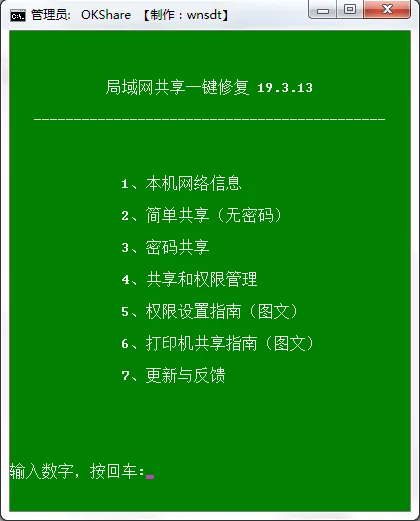 管理员: OKShare 【制作：wnsdt】
局域网共享一键修复 19.3.13
--------------------------------------------
1、本机网络信息
2、简单共享（无密码）
3、密码共享
4、共享和权限管理
5、权限设置指南（图文）
6、打印机共享指南（图文）
7、更新与反馈
输入数字，按回车: